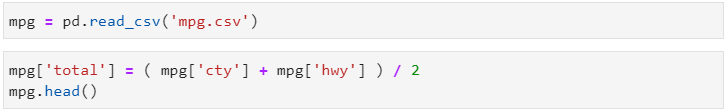 mpg = pd.read_csv('mpg.csv')
mpg['total'] = ( mpg['cty'] + mpg['hwy'] ) / 2
mpg.head()